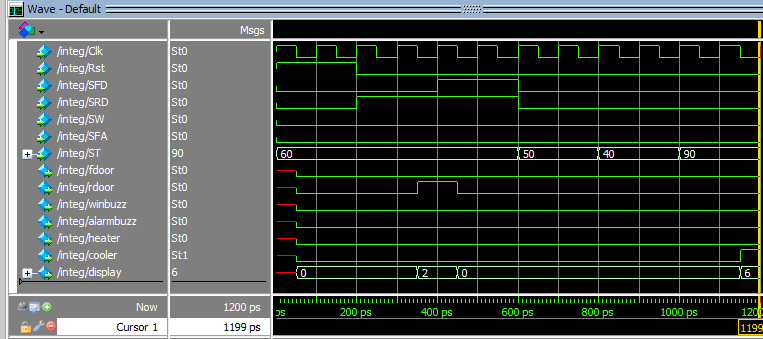 Wave - Default
Msgs
/integ/Clk St0
/integ/Rst St0
/integ/SFD St0
/integ/SRD St0
/integ/SW St0
/integ/SFA St0
/integ/ST 90 60 50 40 90
/integ/fdoor St0
/integ/rdoor St0
/integ/winbuzz St0
/integ/alarmbuzz St0
/integ/heater St0
/integ/cooler St1
/integ/display 6 0 2 0 6
Now 1200 ps ps 200 ps 400 ps 600 ps 800 ps 1000 ps 120
Cursor 1 1199 ps 1199